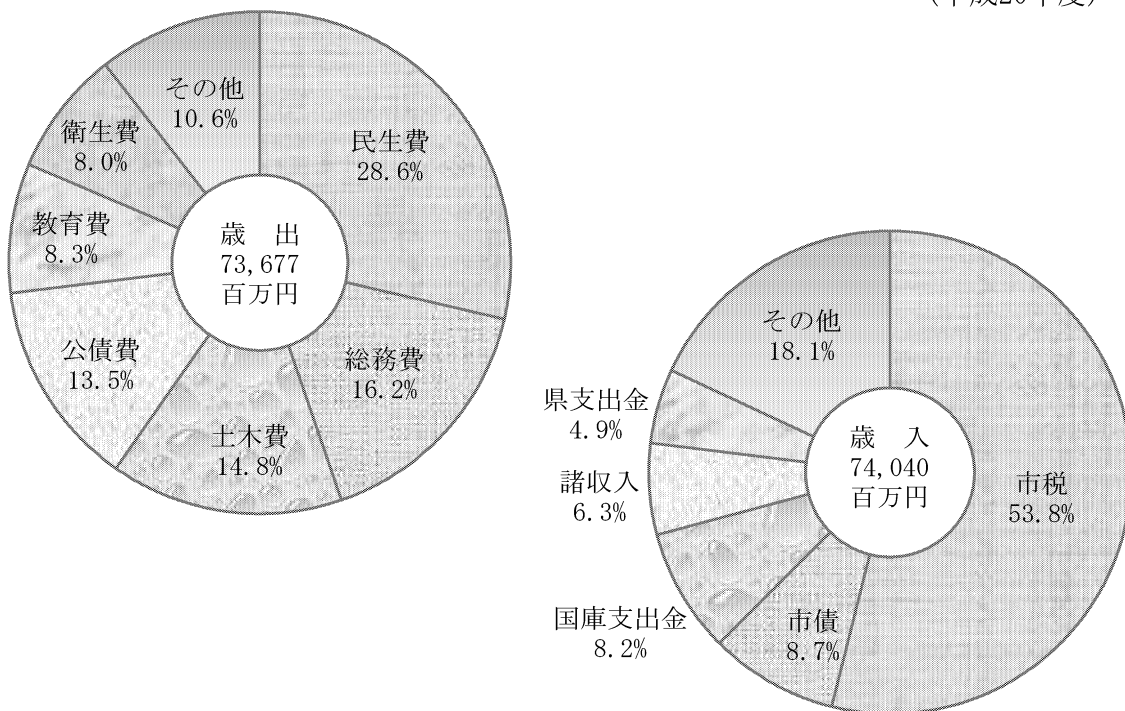 その他
10.6%
民生費
28.6%
衛生費
8.0%
教育費
8.3%
歳　出
73,677
百万円
公債費
13.5%
総務費
16.2%
土木費
14.8%
その他
18.1%
県支出金
4.9%
諸収入
6.3%
歳　入
74,040
百万円
市税
53.8%
国庫支出金
8.2%
市債
8.7%